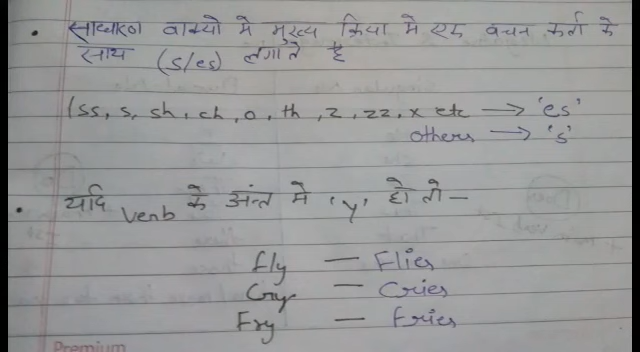 • साधारण वाक्यो मे मुख्य क्रिया मे एक वचन कर्ता के
साथ (s/es) लगाते है
(ss, s, sh, ch, o, th, z, zz, x etc → 'es'
others → 's'
• यदि verb के अंत मे 'y' हो तो —
fly — Flies
Cry — Cries
Fry — fries
Premium